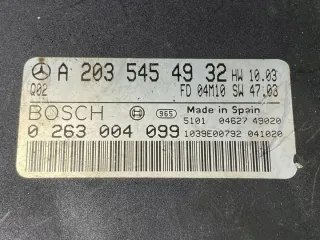 A 203 545 49 32 HW 10.03
Q02 FD 04M10 SW 47.03
BOSCH 965 Made in Spain
5101 04627 49020
0 263 004 099 1039E00792 041020